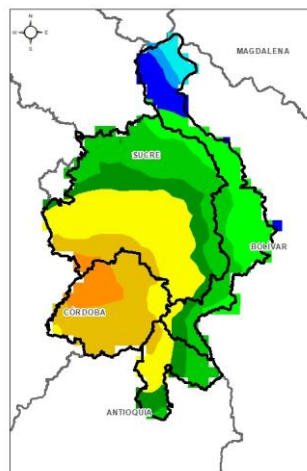 N
W E
S
MAGDALENA
SUCRE
BOLIVAR
CORDOBA
ANTIOQUIA